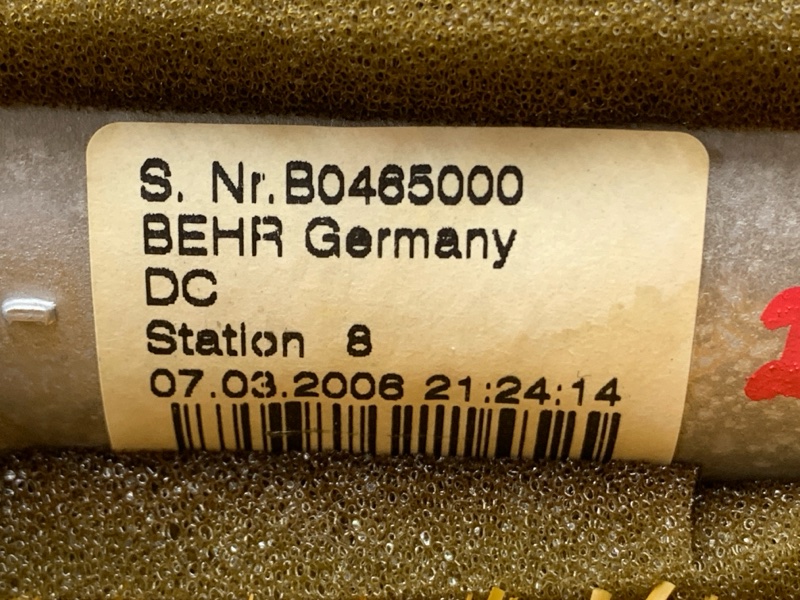 S. Nr.B0465000
BEHR Germany
DC
Station 8
07.03.2006 21:24:14